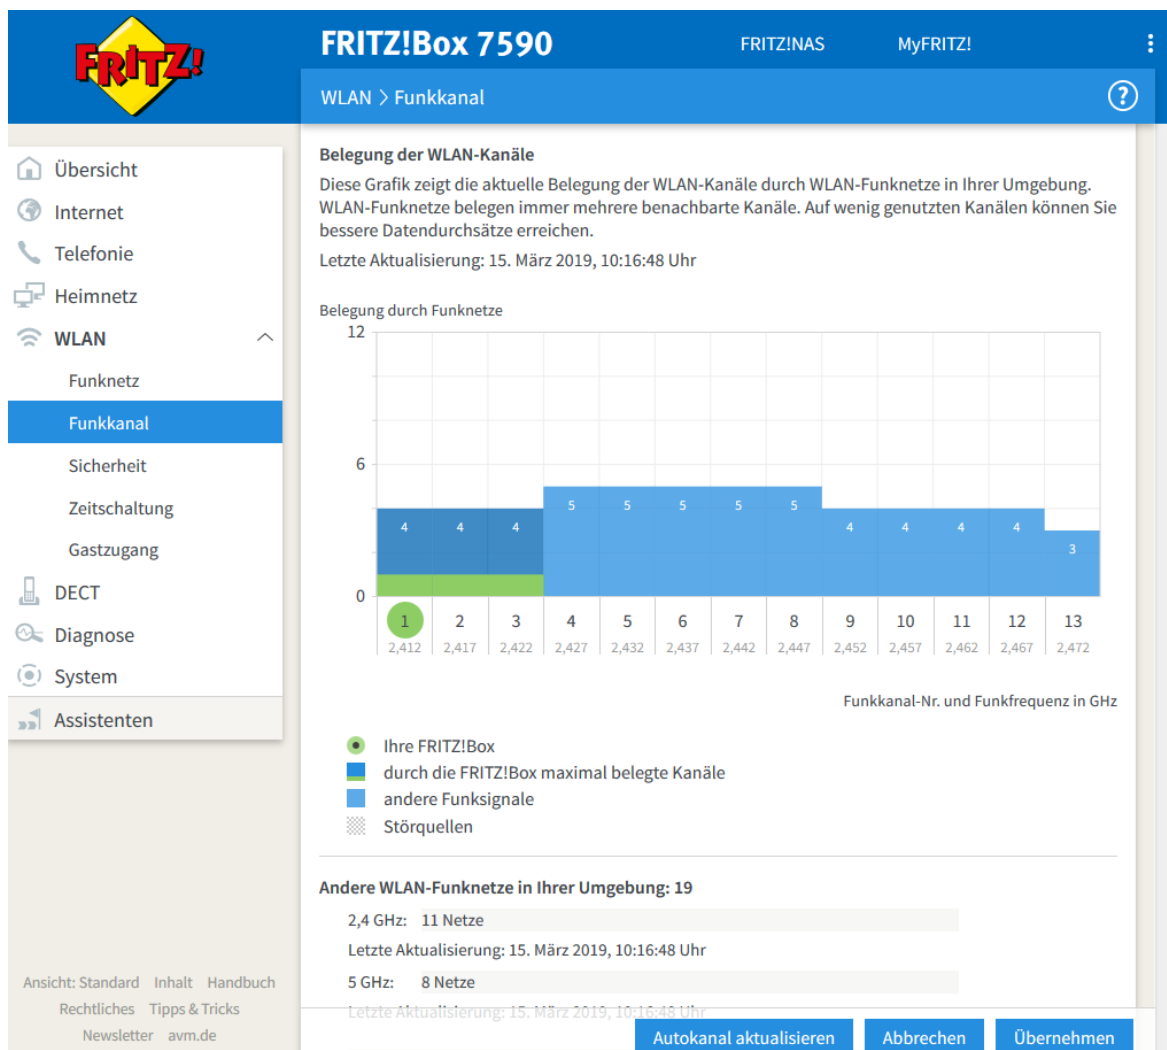 FRITZ!
FRITZ!Box 7590
FRITZ!NAS
MyFRITZ!
WLAN > Funkkanal
?
Übersicht
Internet
Telefonie
Heimnetz
WLAN
Funknetz
Funkkanal
Sicherheit
Zeitschaltung
Gastzugang
DECT
Diagnose
System
Assistenten
Ansicht: Standard Inhalt Handbuch
Rechtliches Tipps & Tricks
Newsletter avm.de
Belegung der WLAN-Kanäle
Diese Grafik zeigt die aktuelle Belegung der WLAN-Kanäle durch WLAN-Funknetze in Ihrer Umgebung.
WLAN-Funknetze belegen immer mehrere benachbarte Kanäle. Auf wenig genutzten Kanälen können Sie
bessere Datendurchsätze erreichen.
Letzte Aktualisierung: 15. März 2019, 10:16:48 Uhr
Belegung durch Funknetze
12
6
0
4 4 4 5 5 5 5 5 4 4 4 4 3
1 2 3 4 5 6 7 8 9 10 11 12 13
2,412 2,417 2,422 2,427 2,432 2,437 2,442 2,447 2,452 2,457 2,462 2,467 2,472
Funkkanal-Nr. und Funkfrequenz in GHz
Ihre FRITZ!Box
durch die FRITZ!Box maximal belegte Kanäle
andere Funksignale
Störquellen
Andere WLAN-Funknetze in Ihrer Umgebung: 19
2,4 GHz: 11 Netze
Letzte Aktualisierung: 15. März 2019, 10:16:48 Uhr
5 GHz: 8 Netze
Letzte Aktualisierung: 15. März 2019, 10:16:48 Uhr
Autokanal aktualisieren
Abbrechen
Übernehmen